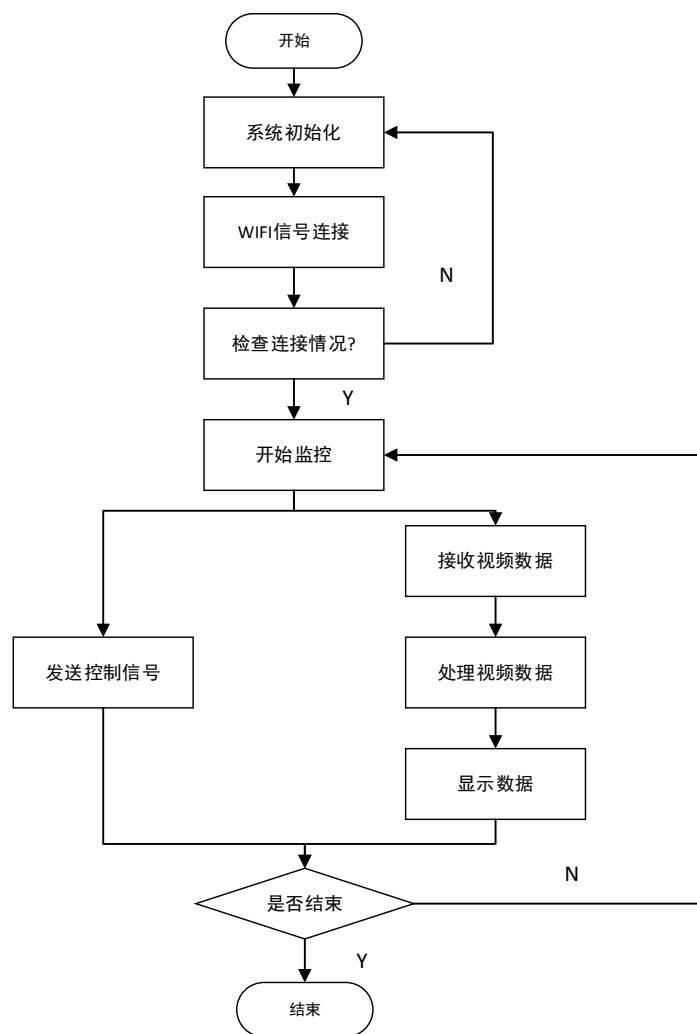 开始
系统初始化
WIFI信号连接
N
检查连接情况?
Y
开始监控
接收视频数据
发送控制信号
处理视频数据
显示数据
N
是否结束
Y
结束